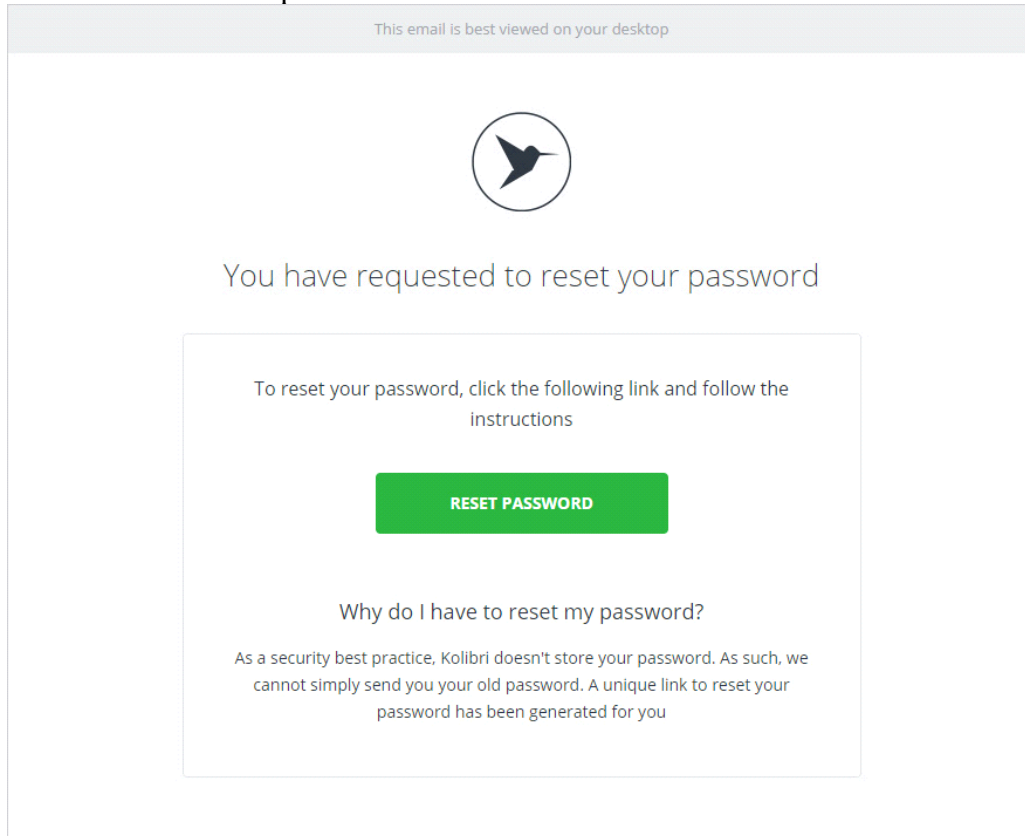 This email is best viewed on your desktop
You have requested to reset your password
To reset your password, click the following link and follow the
instructions
RESET PASSWORD
Why do I have to reset my password?
As a security best practice, Kolibri doesn't store your password. As such, we
cannot simply send you your old password. A unique link to reset your
password has been generated for you